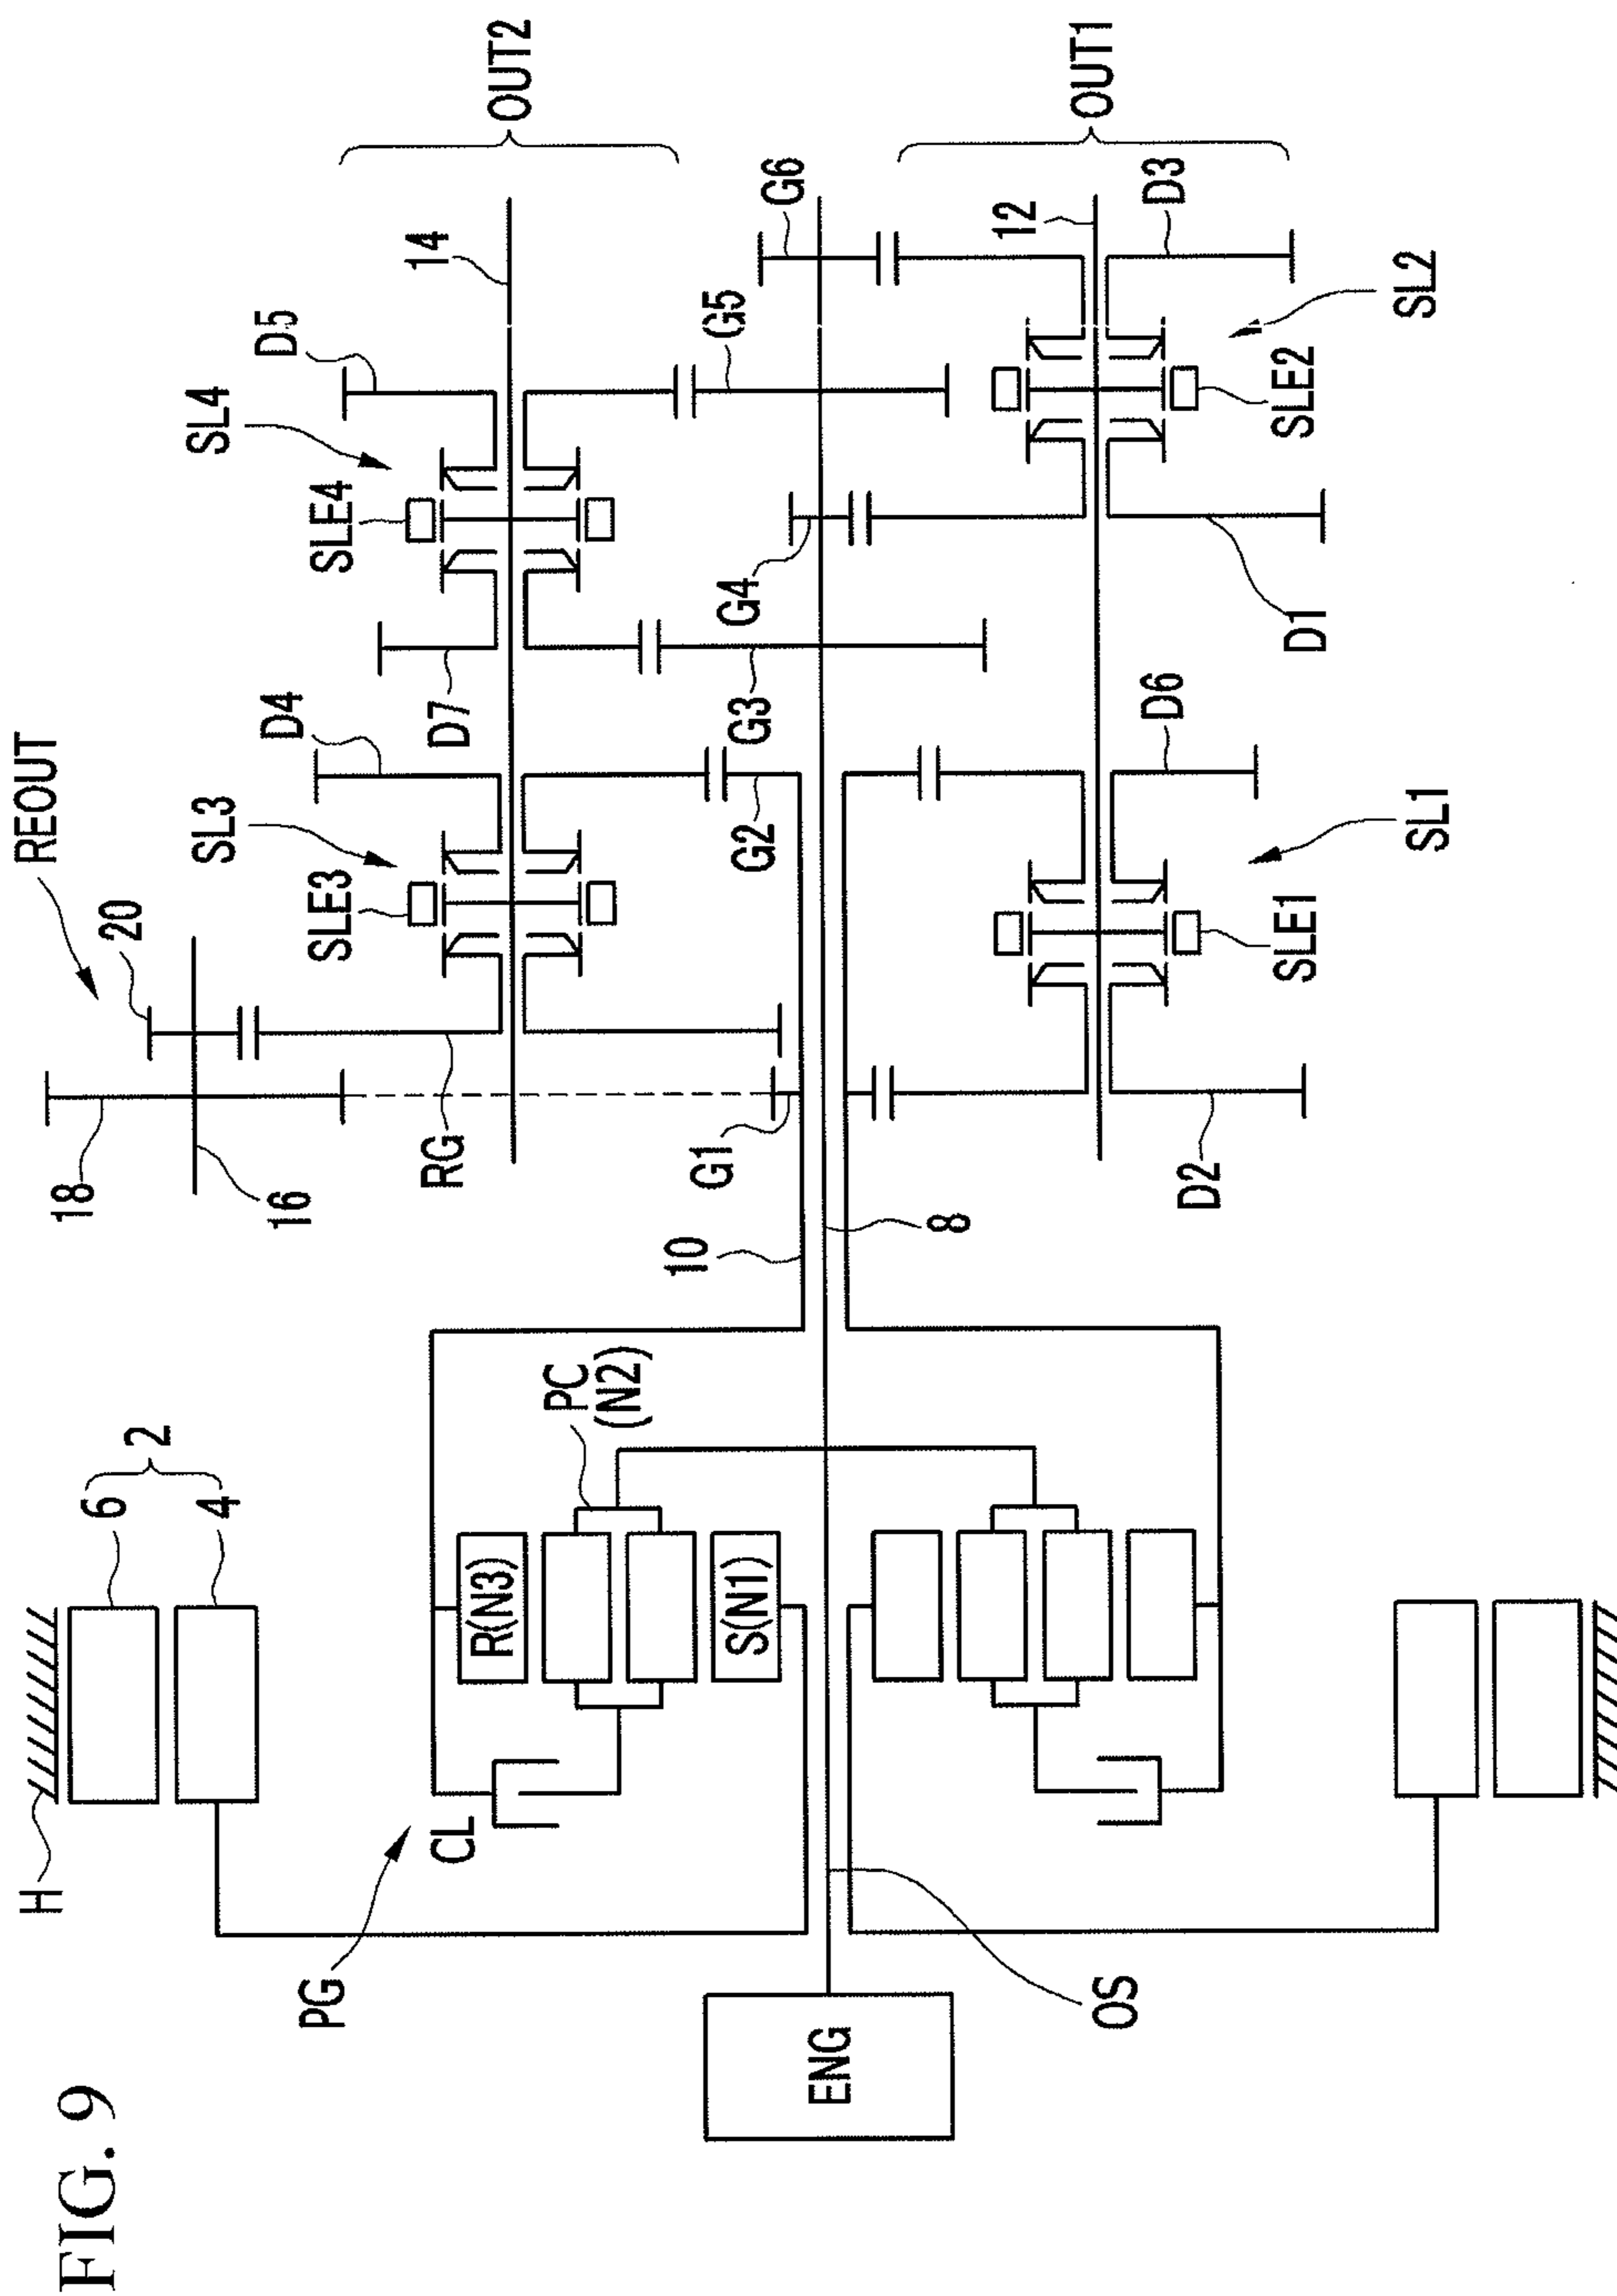 FIG. 9
REOUT
OUT2
OUT1
18
16
20
RG
SL3
SLE3
D4
D7
SL4
SLE4
D5
14
G1
G2
G3
G4
G5
G6
10
8
12
D2
SL1
SLE1
D6
D1
SL2
SLE2
D3
H
6
4
2
PG
CL
R(N3)
S(N1)
PC
(N2)
ENG
OS